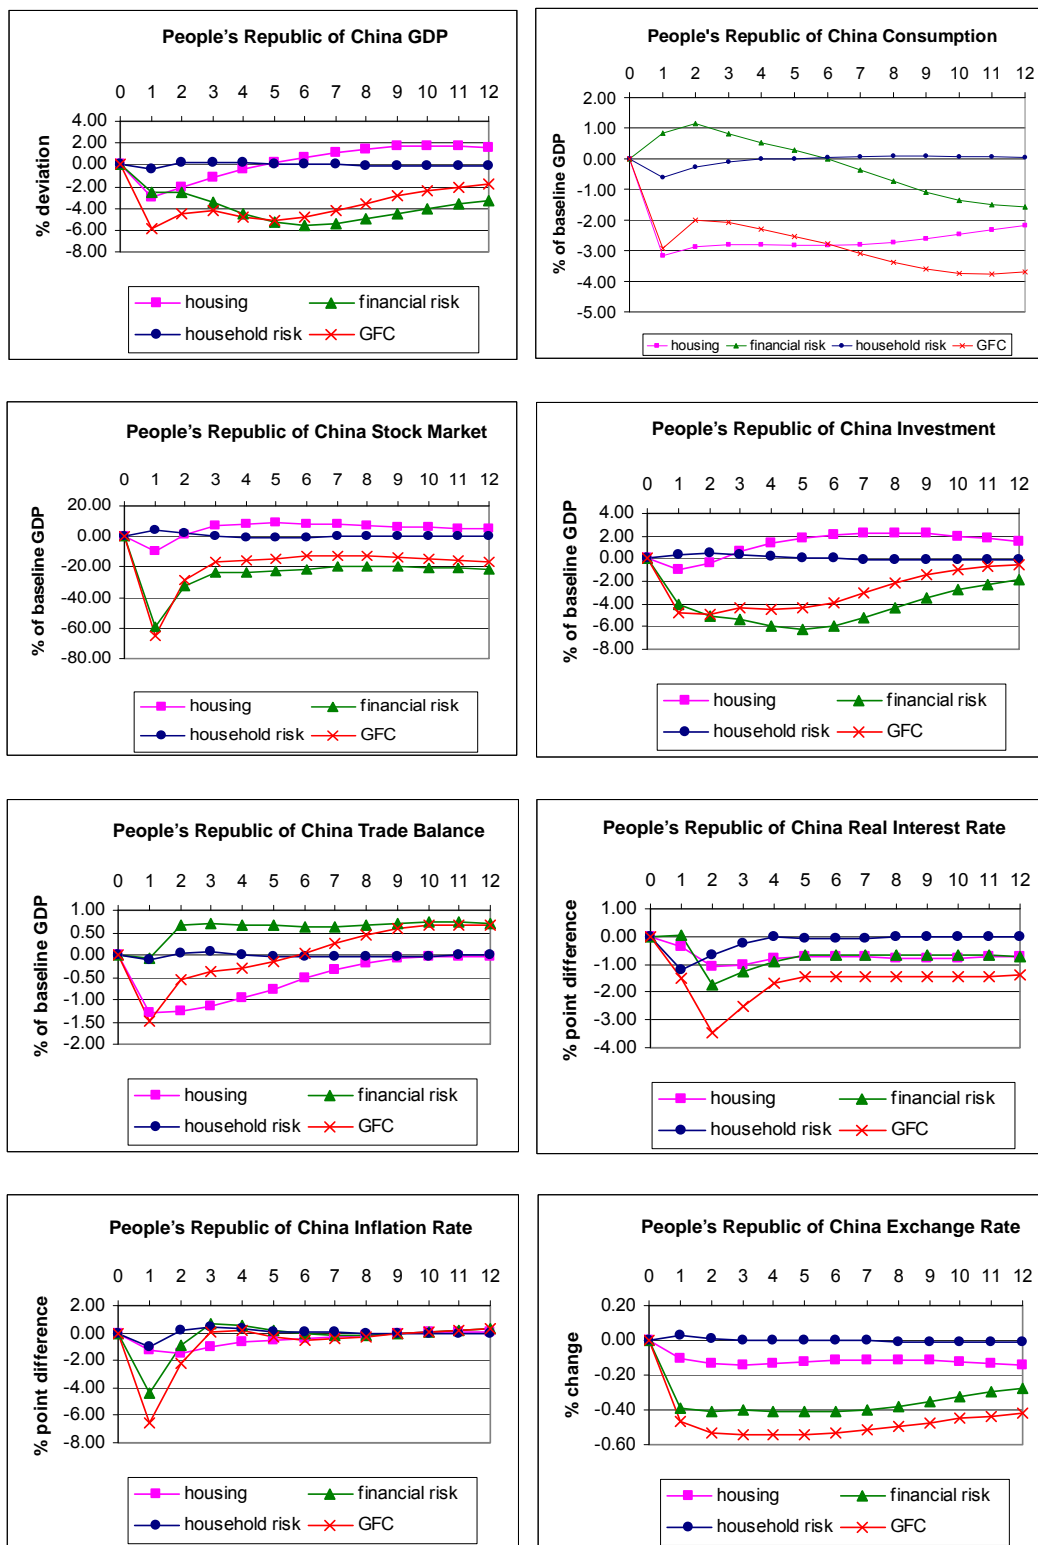 People's Republic of China GDP
0 1 2 3 4 5 6 7 8 9 10 11 12
4.00
2.00
0.00
-2.00
-4.00
-6.00
-8.00
% deviation
housing financial risk
household risk GFC
People's Republic of China Consumption
0 1 2 3 4 5 6 7 8 9 10 11 12
2.00
1.00
0.00
-1.00
-2.00
-3.00
-4.00
-5.00
% of baseline GDP
housing financial risk household risk GFC
People's Republic of China Stock Market
0 1 2 3 4 5 6 7 8 9 10 11 12
20.00
0.00
-20.00
-40.00
-60.00
-80.00
% of baseline GDP
housing financial risk
household risk GFC
People's Republic of China Investment
0 1 2 3 4 5 6 7 8 9 10 11 12
4.00
2.00
0.00
-2.00
-4.00
-6.00
-8.00
% of baseline GDP
housing financial risk
household risk GFC
People's Republic of China Trade Balance
0 1 2 3 4 5 6 7 8 9 10 11 12
1.00
0.50
0.00
-0.50
-1.00
-1.50
-2.00
% of baseline GDP
housing financial risk
household risk GFC
People's Republic of China Real Interest Rate
0 1 2 3 4 5 6 7 8 9 10 11 12
1.00
0.00
-1.00
-2.00
-3.00
-4.00
% point difference
housing financial risk
household risk GFC
People's Republic of China Inflation Rate
0 1 2 3 4 5 6 7 8 9 10 11 12
2.00
0.00
-2.00
-4.00
-6.00
-8.00
% point difference
housing financial risk
household risk GFC
People's Republic of China Exchange Rate
0 1 2 3 4 5 6 7 8 9 10 11 12
0.20
0.00
-0.20
-0.40
-0.60
% change
housing financial risk
household risk GFC